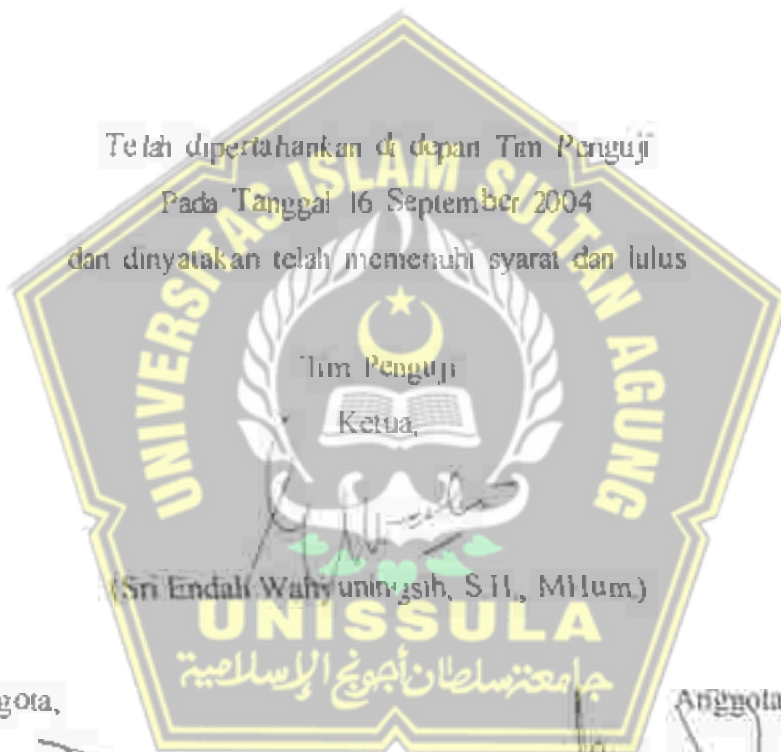 Telah dipertahankan di depan Tim Penguji
Pada Tanggal 16 September 2004
dan dinyatakan telah memenuhi syarat dan lulus
UNIVERSITAS ISLAM SULTAN AGUNG
Tim Penguji
Ketua,
(Sri Endah Wahyuningsih, S.H., M.Hum.)
UNISSULA
جامعة سلطان أجونج الإسلامية
gota,
Anggota